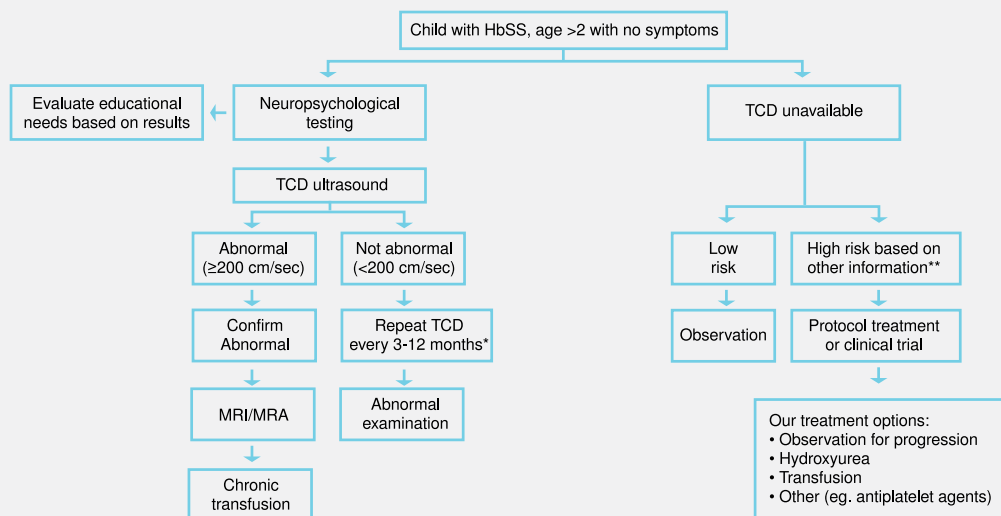 Child with HbSS, age >2 with no symptoms
Evaluate educational
needs based on results
Neuropsychological
testing
TCD unavailable
TCD ultrasound
Abnormal
(≥200 cm/sec)
Not abnormal
(<200 cm/sec)
Low
risk
High risk based on
other information**
Confirm
Abnormal
Repeat TCD
every 3-12 months*
Observation
Protocol treatment
or clinical trial
MRI/MRA
Abnormal
examination
Chronic
transfusion
Our treatment options:
• Observation for progression
• Hydroxyurea
• Transfusion
• Other (eg. antiplatelet agents)